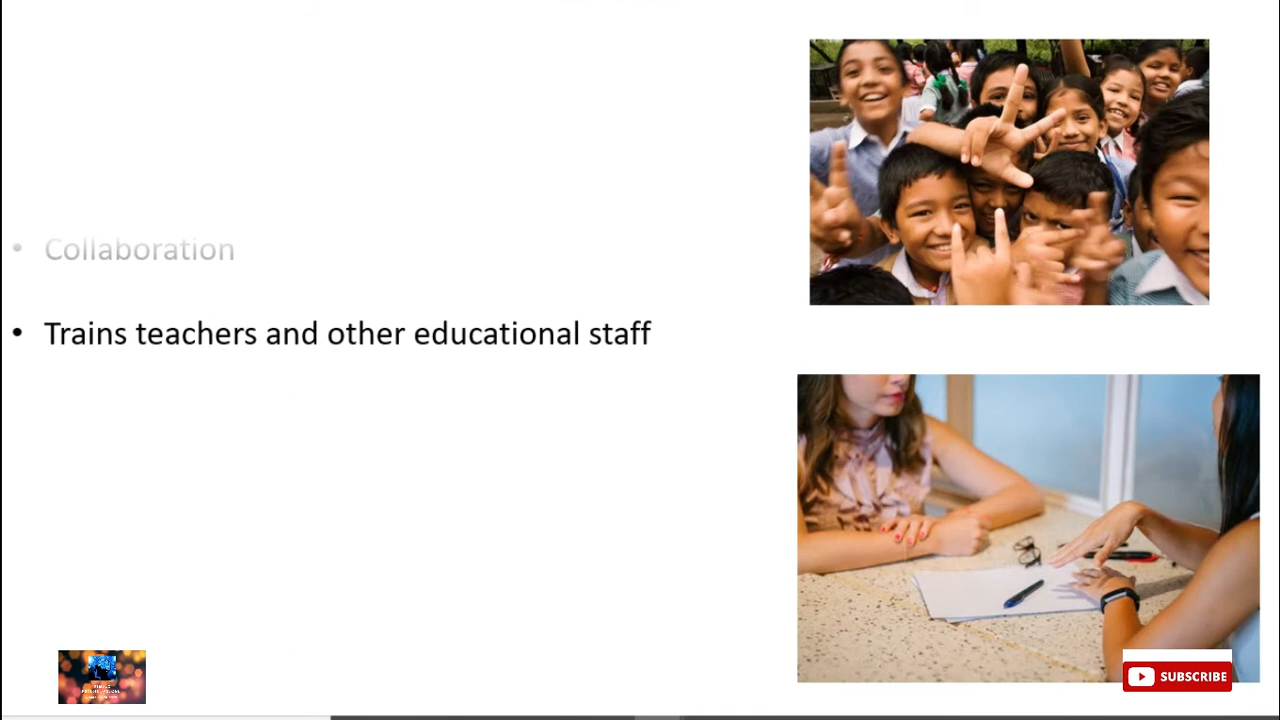 • Collaboration
• Trains teachers and other educational staff
SUBSCRIBE